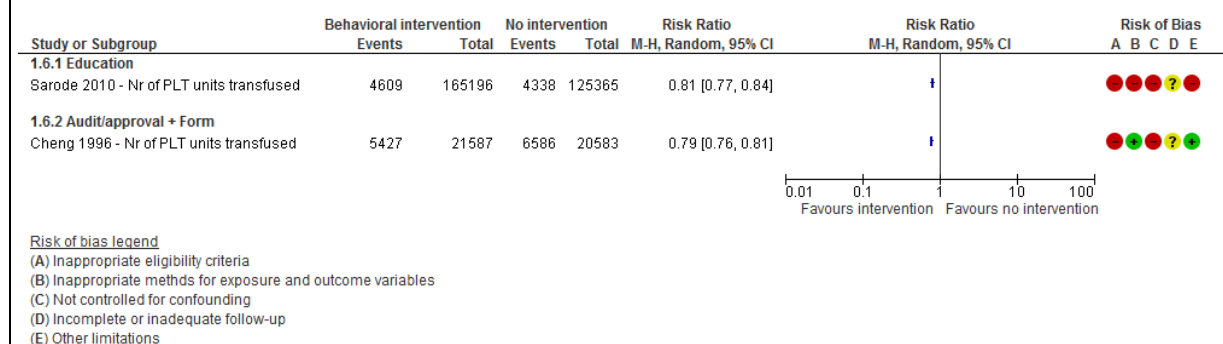 Behavioral intervention No intervention Risk Ratio Risk Ratio Risk of Bias
Study or Subgroup Events Total Events Total M-H, Random, 95% CI M-H, Random, 95% CI A B C D E
1.6.1 Education
Sarode 2010 - Nr of PLT units transfused 4609 165196 4338 125365 0.81 [0.77, 0.84] - - - ? -
1.6.2 Audit/approval + Form
Cheng 1996 - Nr of PLT units transfused 5427 21587 6586 20583 0.79 [0.76, 0.81] - + - ? +
0.01 0.1 1 10 100
Favours intervention Favours no intervention
Risk of bias legend
(A) Inappropriate eligibility criteria
(B) Inappropriate methds for exposure and outcome variables
(C) Not controlled for confounding
(D) Incomplete or inadequate follow-up
(E) Other limitations